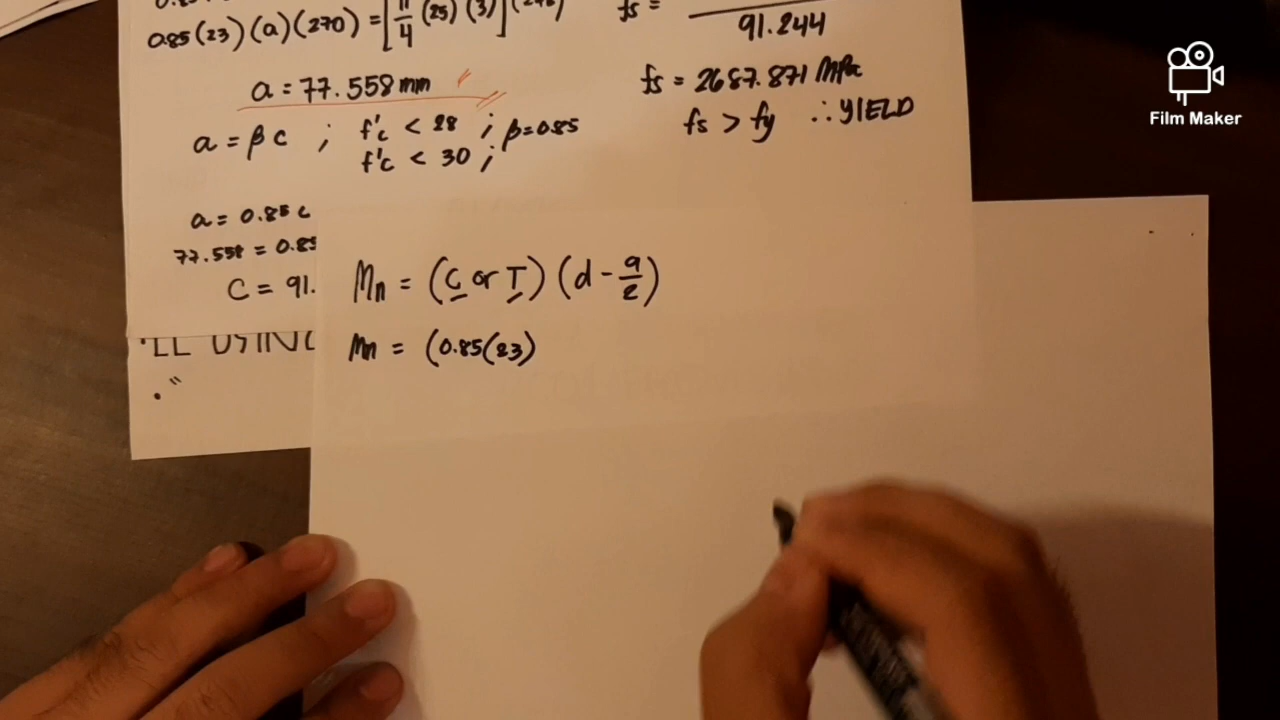 0.85(23)(a)(270) = [π/4 (25) (3)]
a = 77.558 mm
a = βc ; f'c < 28 ; β=0.85
f'c < 30 ;
a = 0.85 c
77.558 = 0.85
c = 91.
fs =
91.244
fs = 2687.871 MPa
fs > fy ∴ YIELD
Film Maker
Mn = (C or T) (d - a/2)
Mn = (0.85(23)